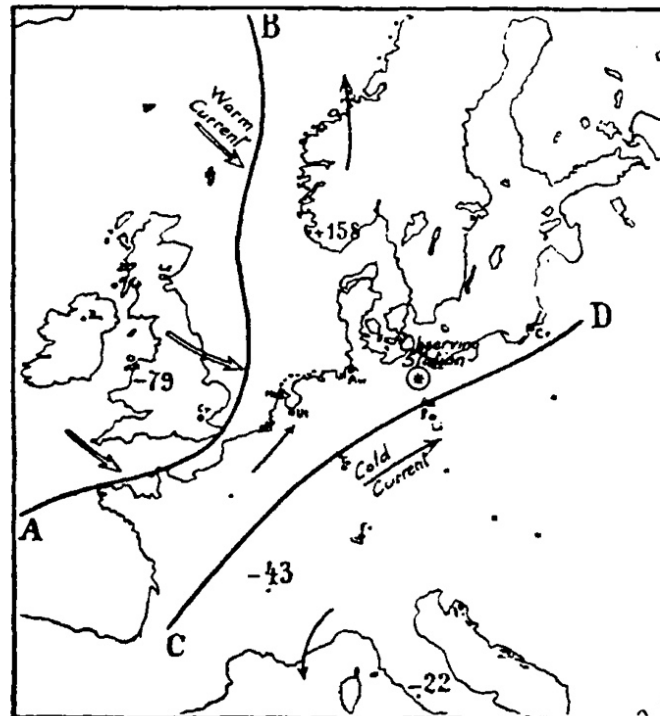 B
Warm
Current
+158
D
Observing
Station
-79
Cold
Current
A
-43
C
-22